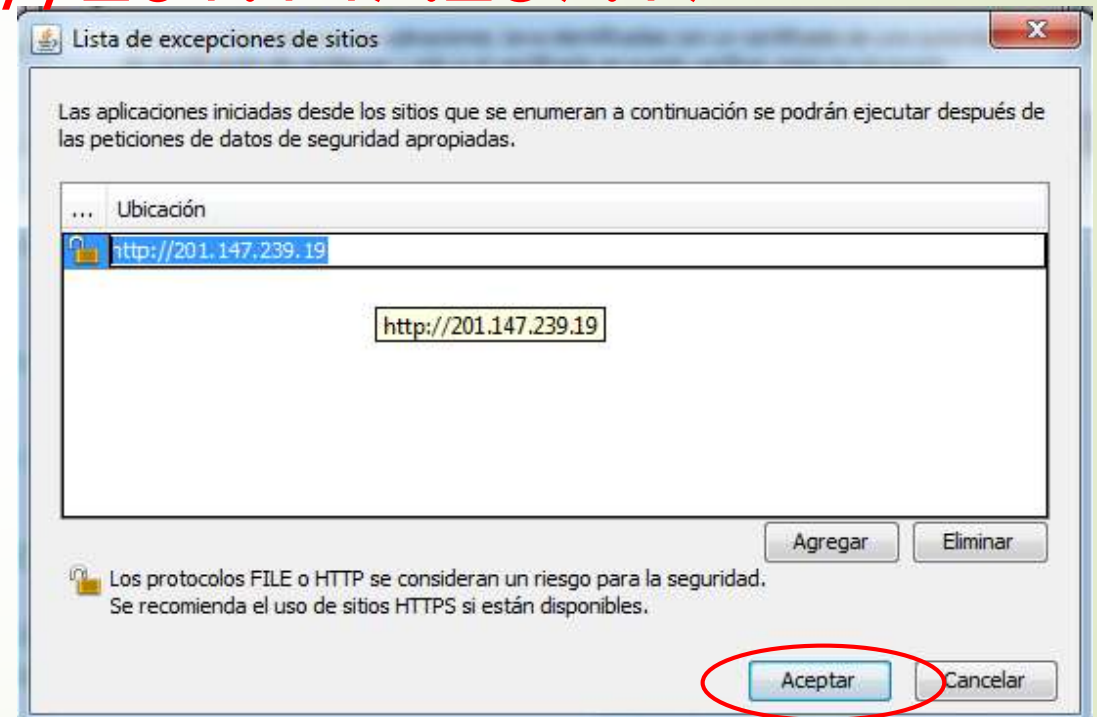 Lista de excepciones de sitios
Las aplicaciones iniciadas desde los sitios que se enumeran a continuación se podrán ejecutar después de
las peticiones de datos de seguridad apropiadas.
... Ubicación
http://201.147.239.19
http://201.147.239.19
Agregar Eliminar
Los protocolos FILE o HTTP se consideran un riesgo para la seguridad.
Se recomienda el uso de sitios HTTPS si están disponibles.
Aceptar Cancelar